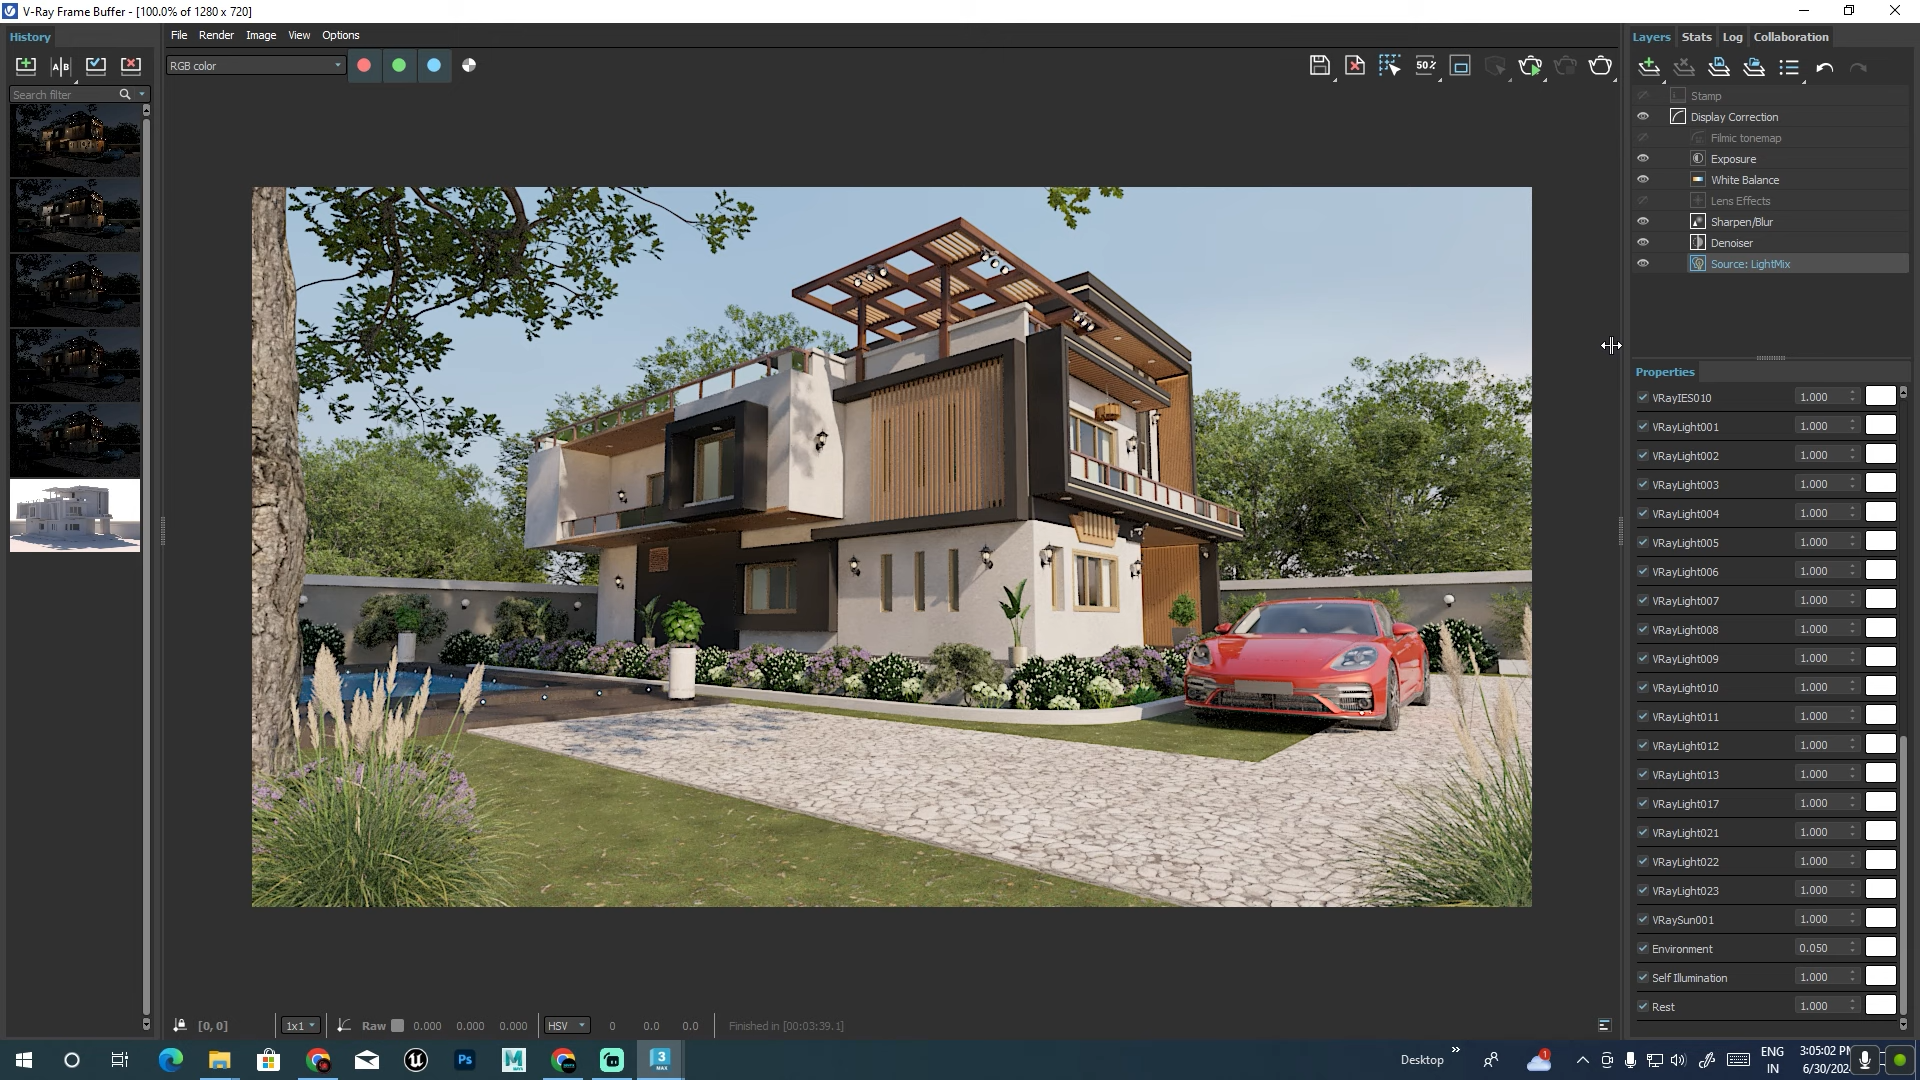 V-Ray Frame Buffer - [100.0% of 1280 x 720]
History
File Render Image View Options
Layers Stats Log Collaboration
A|B
RGB color
50%
Search filter
Stamp
Display Correction
Filmic tonemap
Exposure
White Balance
Lens Effects
Sharpen/Blur
Denoiser
Source: LightMix
Properties
VRayIES010 1.000
VRayLight001 1.000
VRayLight002 1.000
VRayLight003 1.000
VRayLight004 1.000
VRayLight005 1.000
VRayLight006 1.000
VRayLight007 1.000
VRayLight008 1.000
VRayLight009 1.000
VRayLight010 1.000
VRayLight011 1.000
VRayLight012 1.000
VRayLight013 1.000
VRayLight017 1.000
VRayLight021 1.000
VRayLight022 1.000
VRayLight023 1.000
VRaySun001 1.000
Environment 0.050
Self Illumination 1.000
Rest 1.000
[0, 0] 1x1 Raw 0.000 0.000 0.000 HSV 0 0.0 0.0 Finished in [00:03:39.1]
Ps M 3 MAX Desktop 1 ENG 3:05:02
IN 6/30/202